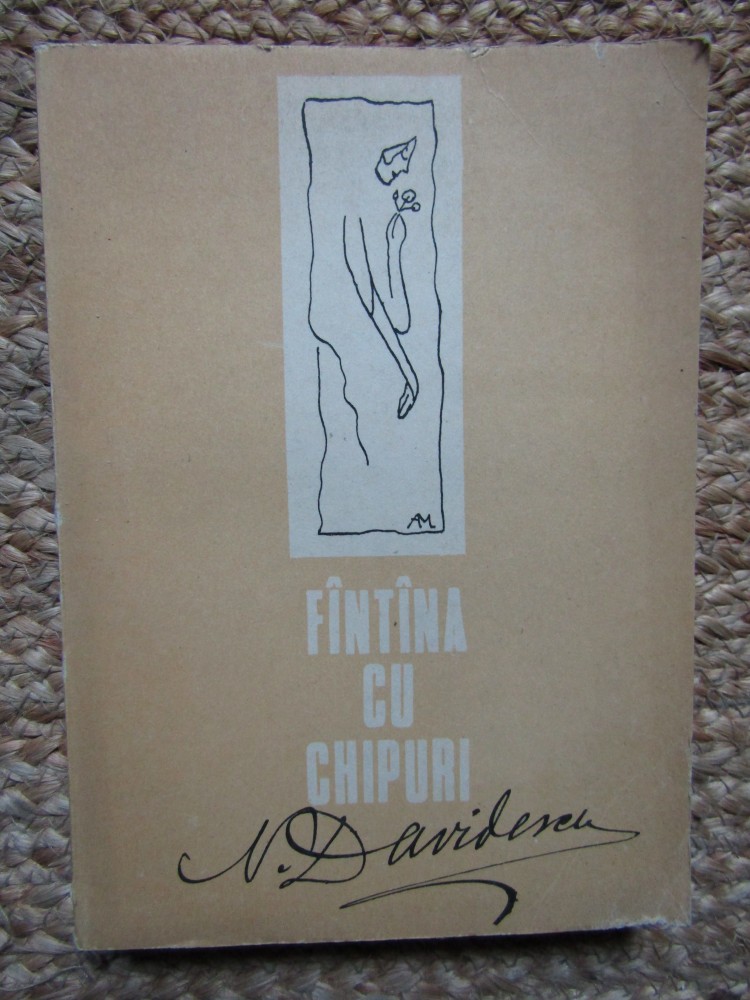 AM
FÎNTÎNA
CU
CHIPURI
N. Davidescu